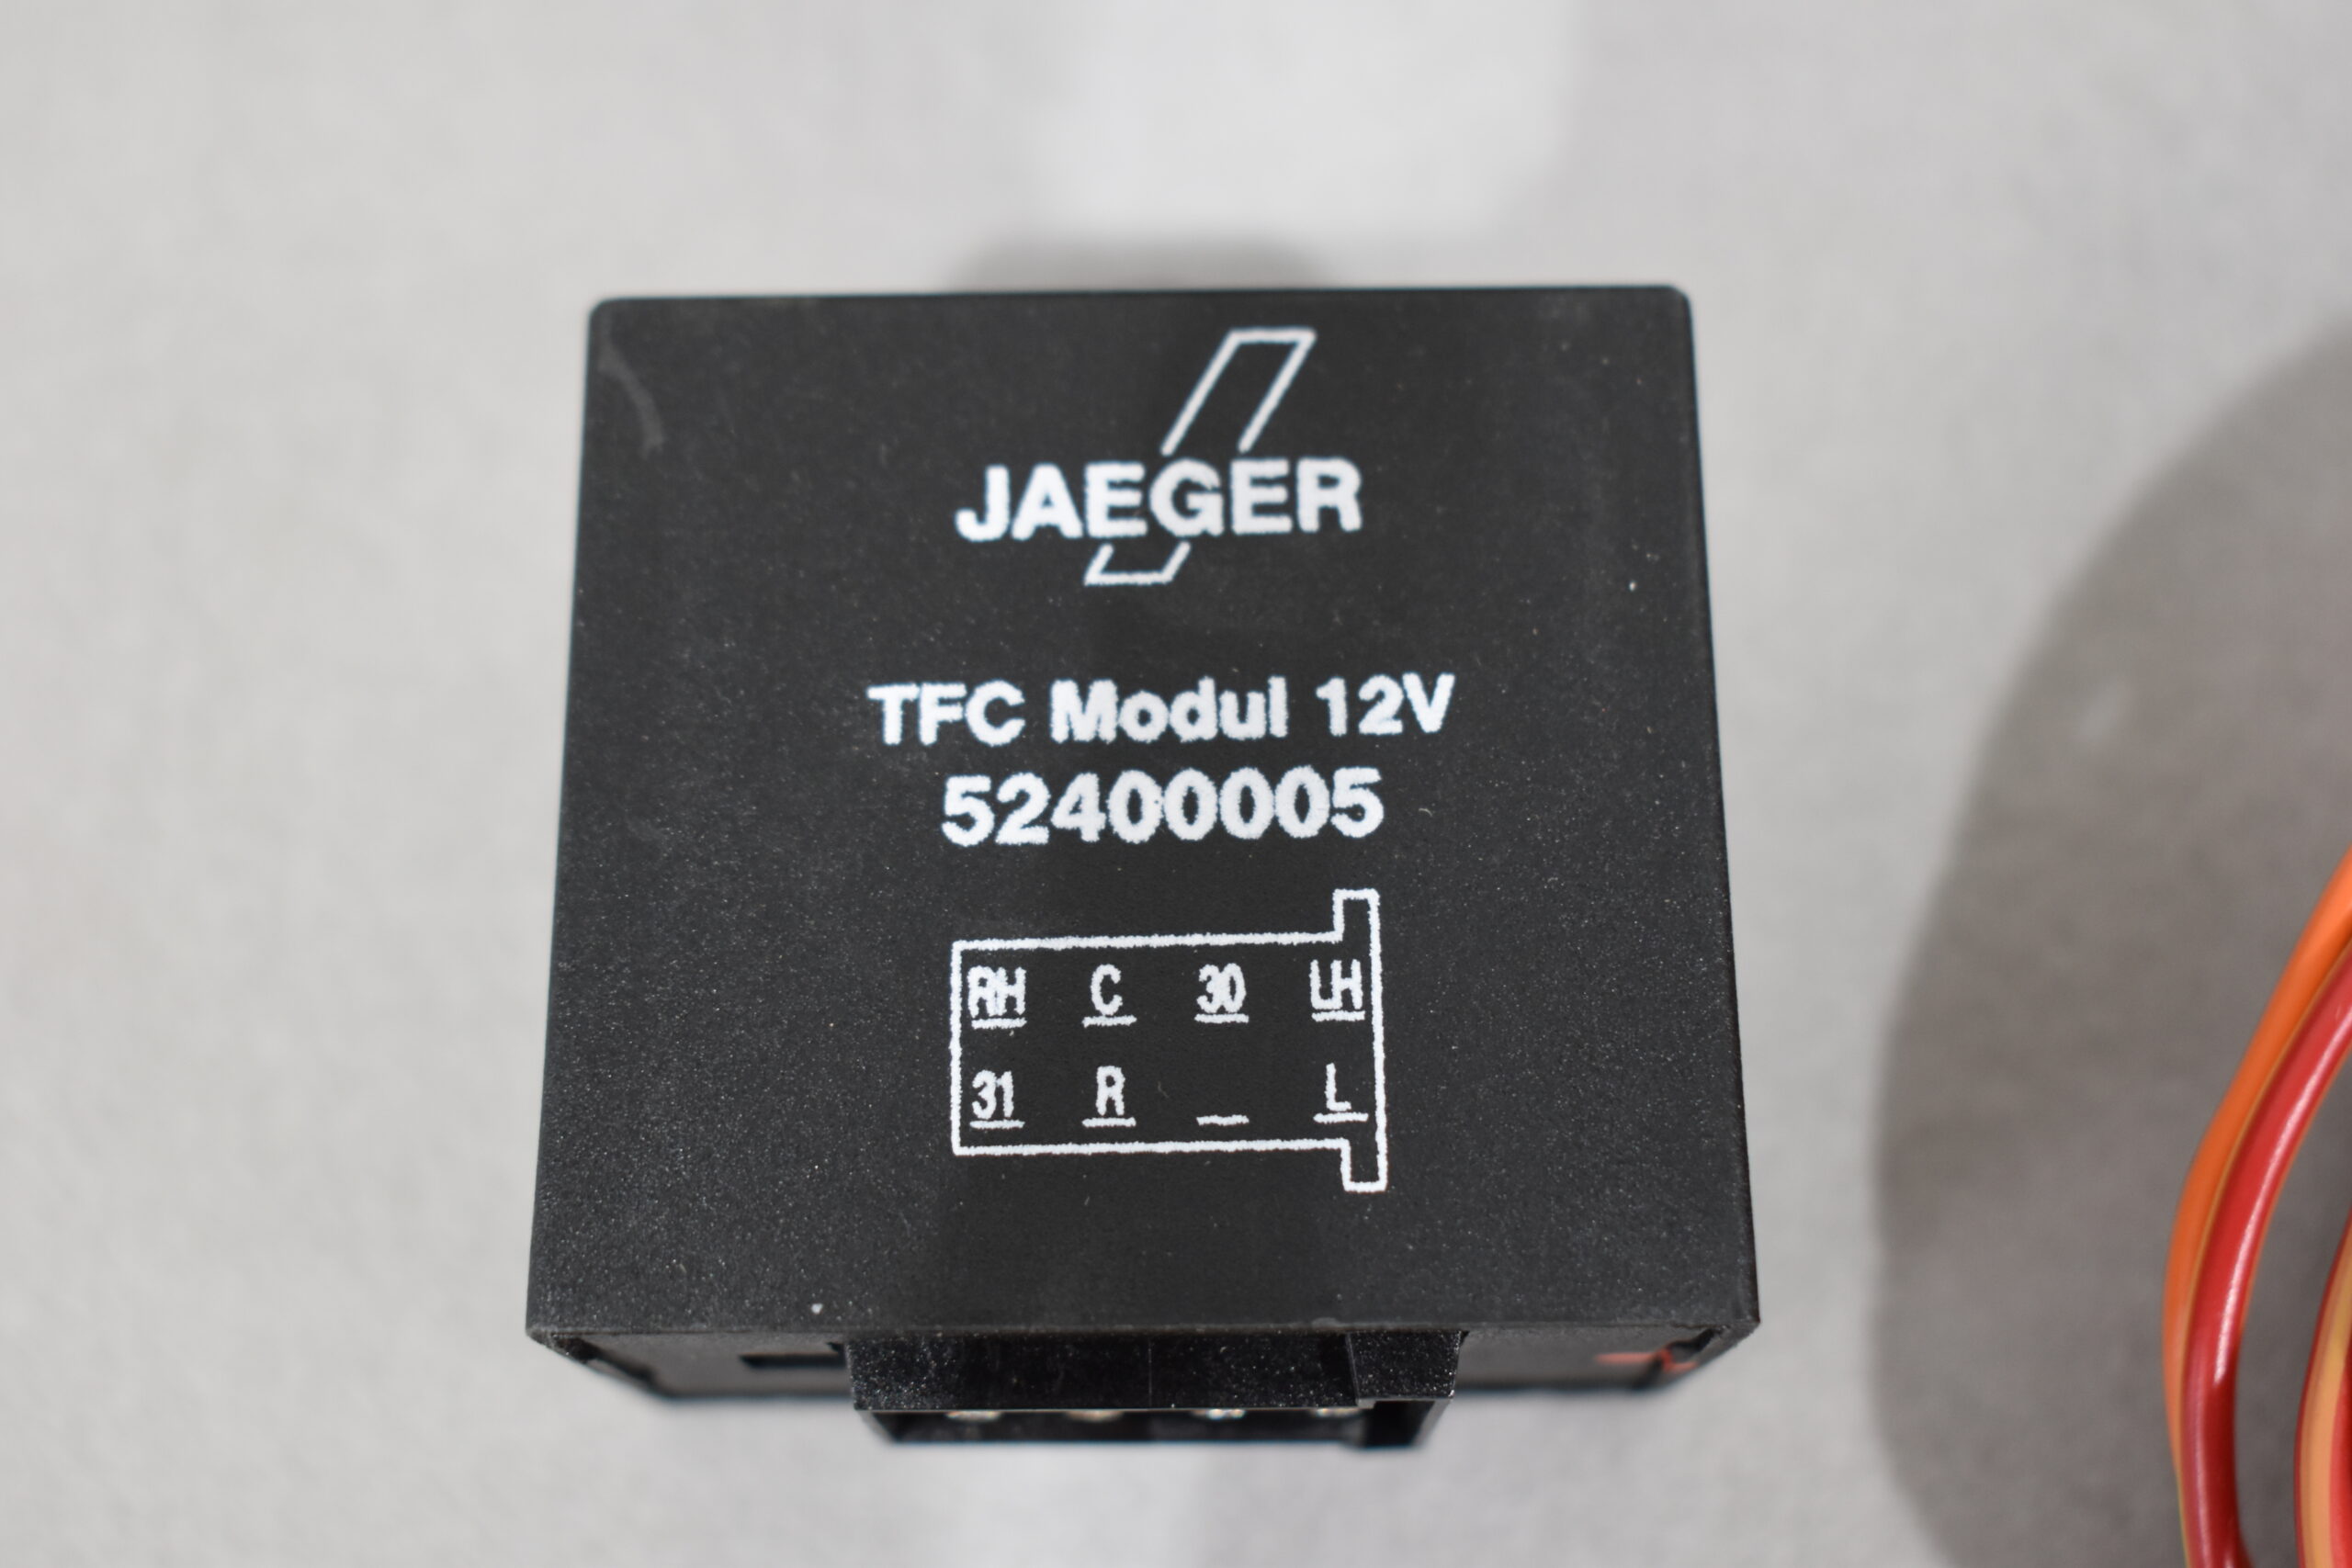 JAEGER
TFC Modul 12V
52400005
RH C 30 LH
31 R _ L